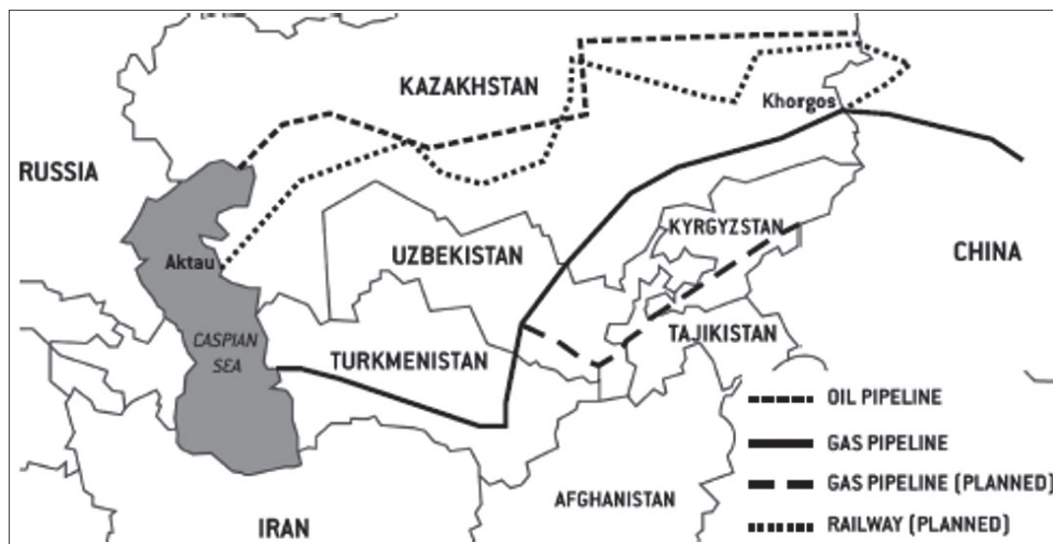 KAZAKHSTAN
Khorgos
RUSSIA
KYRGYZSTAN
UZBEKISTAN
CHINA
Aktau
CASPIAN
SEA
TURKMENISTAN
TAJIKISTAN
OIL PIPELINE
GAS PIPELINE
GAS PIPELINE (PLANNED)
AFGHANISTAN
IRAN
RAILWAY (PLANNED)